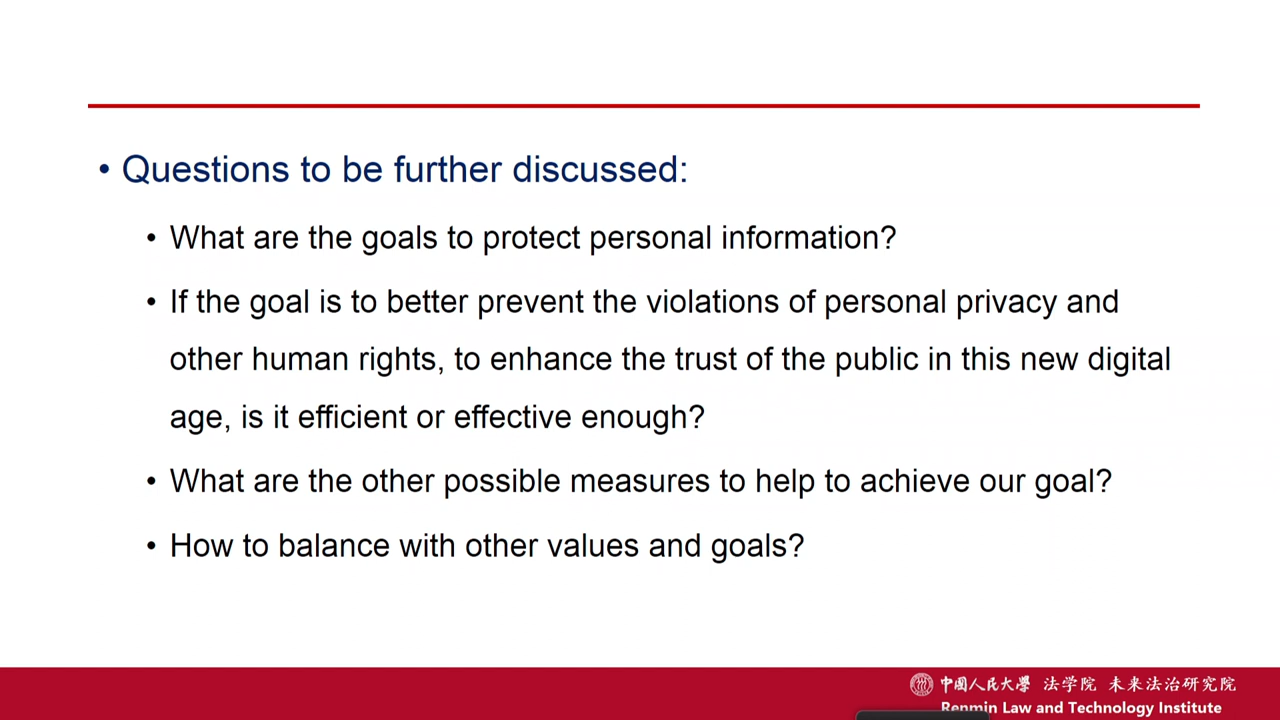 • Questions to be further discussed:
• What are the goals to protect personal information?
• If the goal is to better prevent the violations of personal privacy and
other human rights, to enhance the trust of the public in this new digital
age, is it efficient or effective enough?
• What are the other possible measures to help to achieve our goal?
• How to balance with other values and goals?
中國人民大學 法学院 未来法治研究院
Renmin Law and Technology Institute